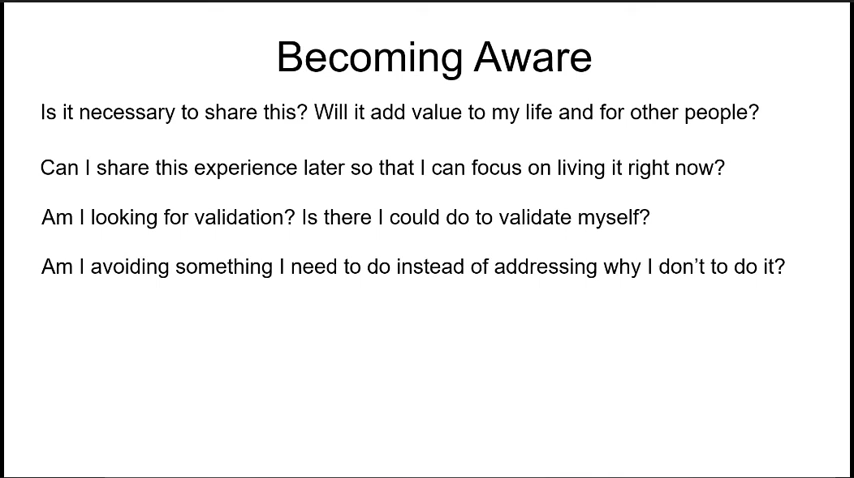 Becoming Aware
Is it necessary to share this? Will it add value to my life and for other people?
Can I share this experience later so that I can focus on living it right now?
Am I looking for validation? Is there I could do to validate myself?
Am I avoiding something I need to do instead of addressing why I don’t to do it?